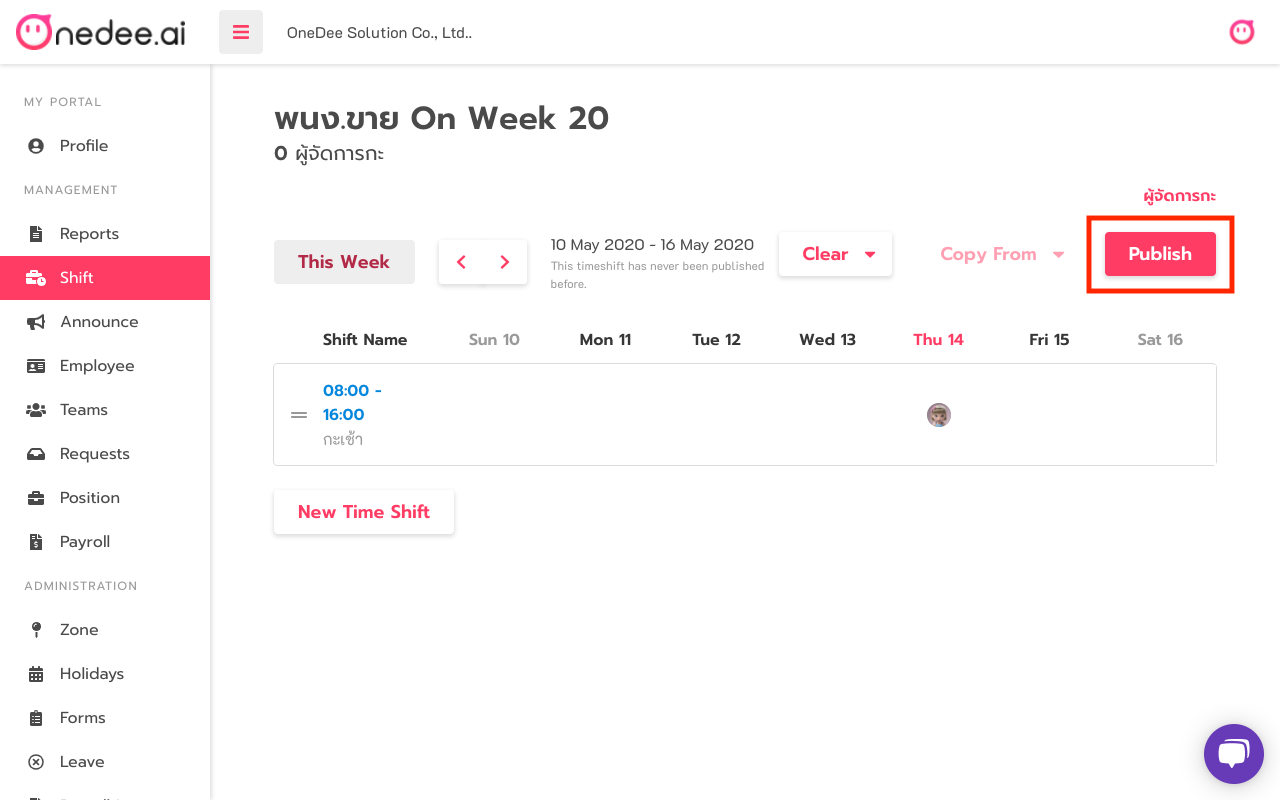 Onedee.ai
OneDee Solution Co., Ltd..
MY PORTAL
Profile
MANAGEMENT
Reports
Shift
Announce
Employee
Teams
Requests
Position
Payroll
ADMINISTRATION
Zone
Holidays
Forms
Leave
พนง.ขาย On Week 20
0 ผู้จัดการกะ
ผู้จัดการกะ
This Week
10 May 2020 - 16 May 2020
This timeshift has never been published
before.
Clear
Copy From
Publish
Shift Name Sun 10 Mon 11 Tue 12 Wed 13 Thu 14 Fri 15 Sat 16
08:00 -
16:00
กะเช้า
New Time Shift